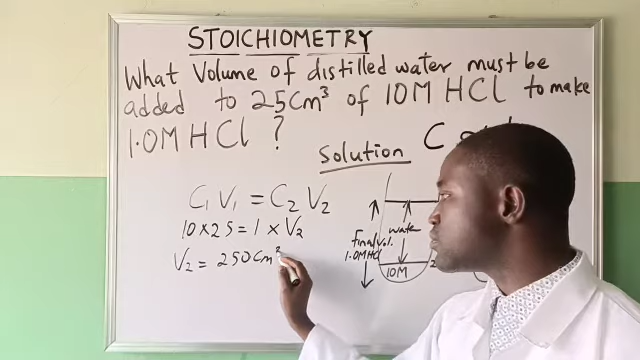 STOICHIOMETRY
What Volume of distilled water must be
added to 25Cm³ of 10M HCl to make
1.0M HCl ?
Solution
C₁V₁ = C₂V₂
10 × 25 = 1 × V₂
V₂ = 250Cm³
water
Final vol.
1.0M HCl
10M